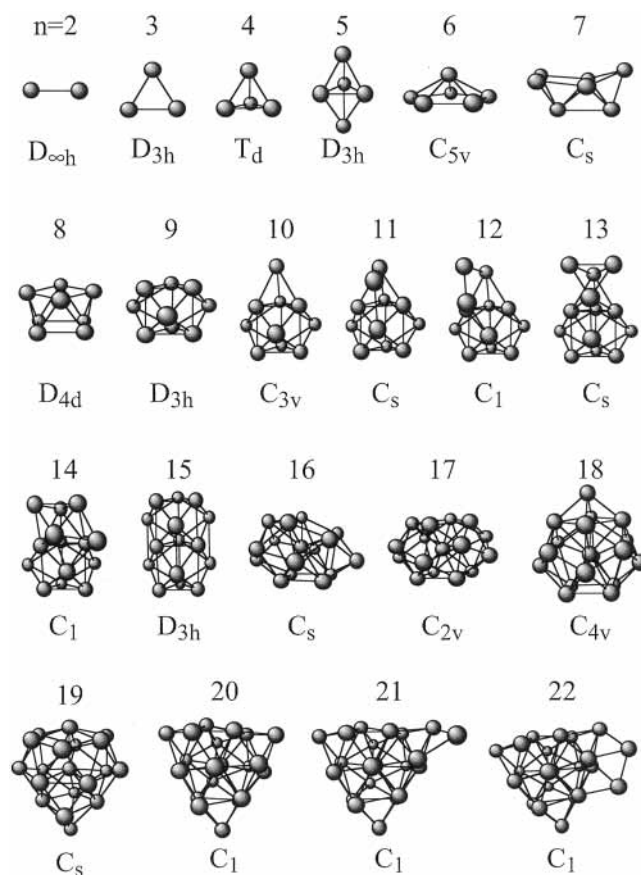 n=2 3 4 5 6 7
D∞h D3h Td D3h C5v Cs
8 9 10 11 12 13
D4d D3h C3v Cs C1 Cs
14 15 16 17 18
C1 D3h Cs C2v C4v
19 20 21 22
Cs C1 C1 C1